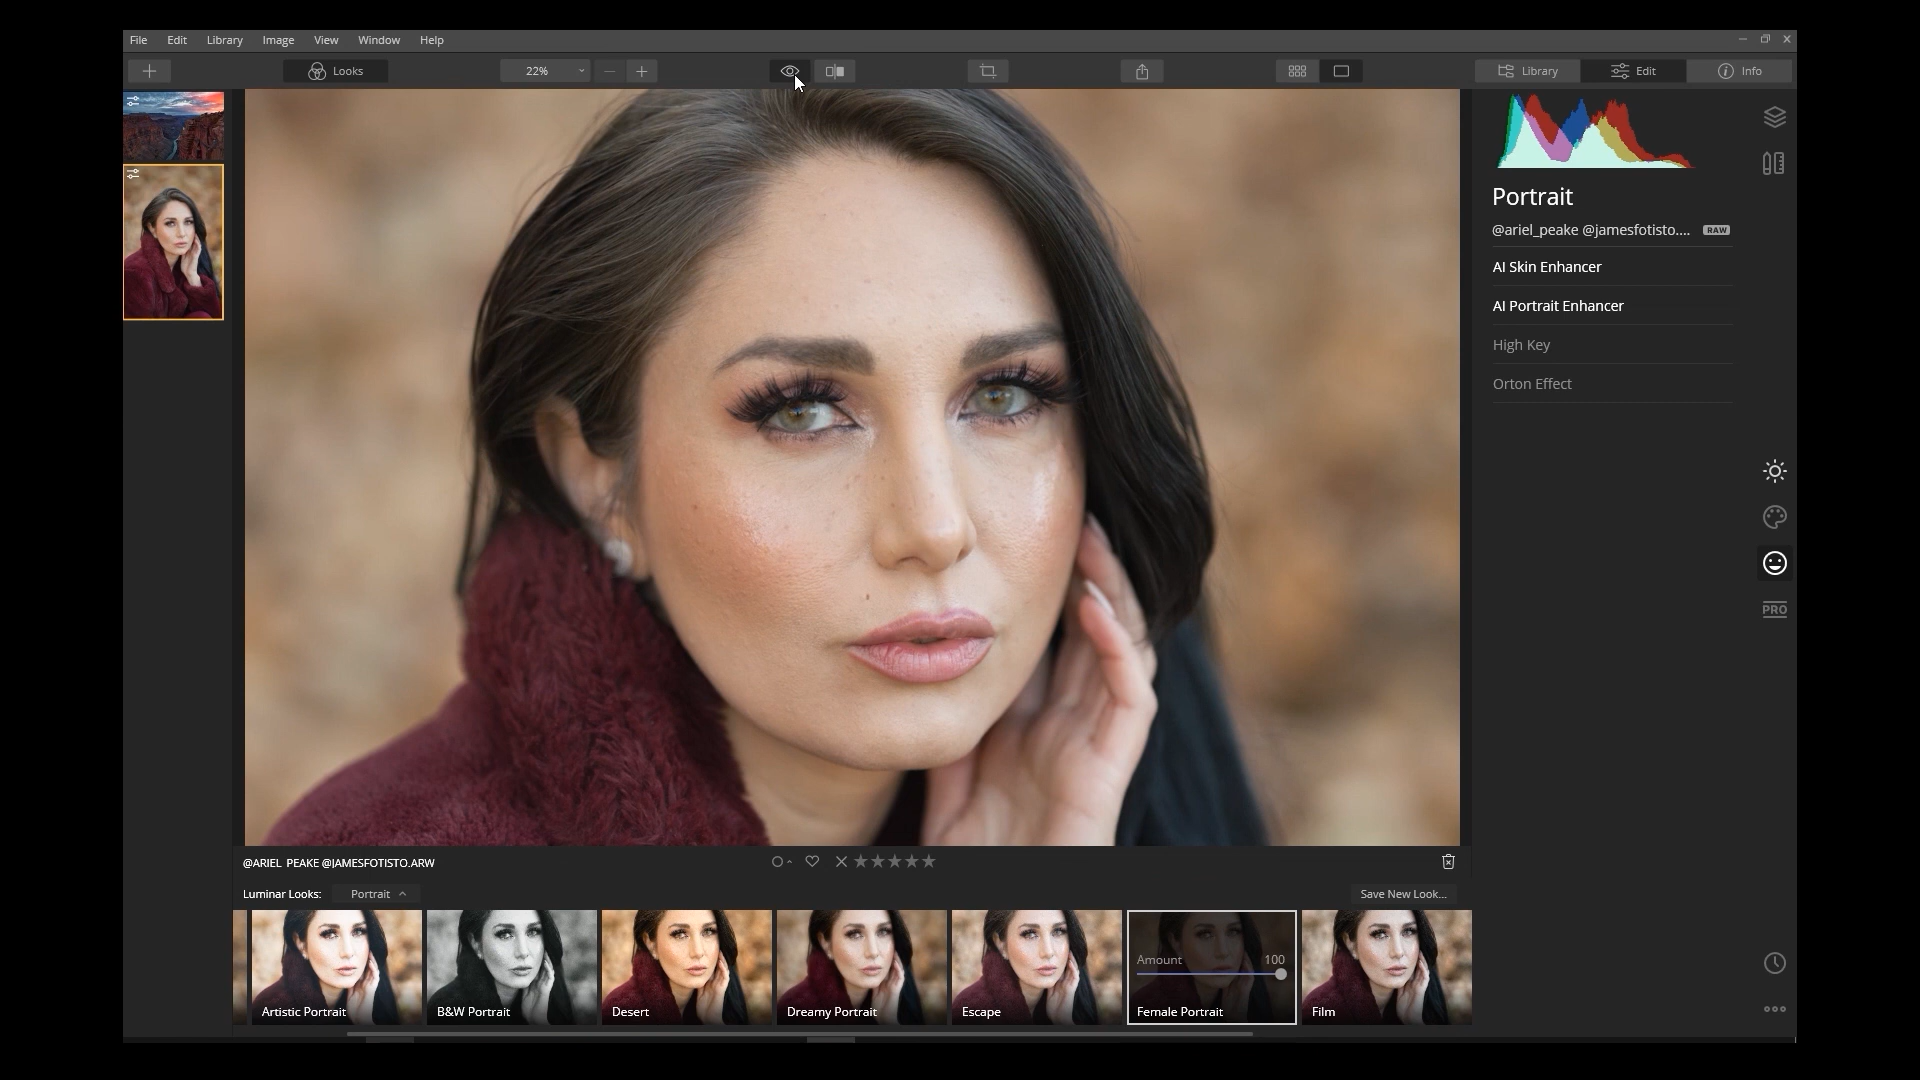 File Edit Library Image View Window Help
Looks 22% Library Edit Info
Portrait
@ariel_peake @jamesfotisto.... RAW
AI Skin Enhancer
AI Portrait Enhancer
High Key
Orton Effect
PRO
@ARIEL PEAKE @JAMESFOTISTO.ARW
Luminar Looks: Portrait Save New Look...
Amount 100
Artistic Portrait B&W Portrait Desert Dreamy Portrait Escape Female Portrait Film